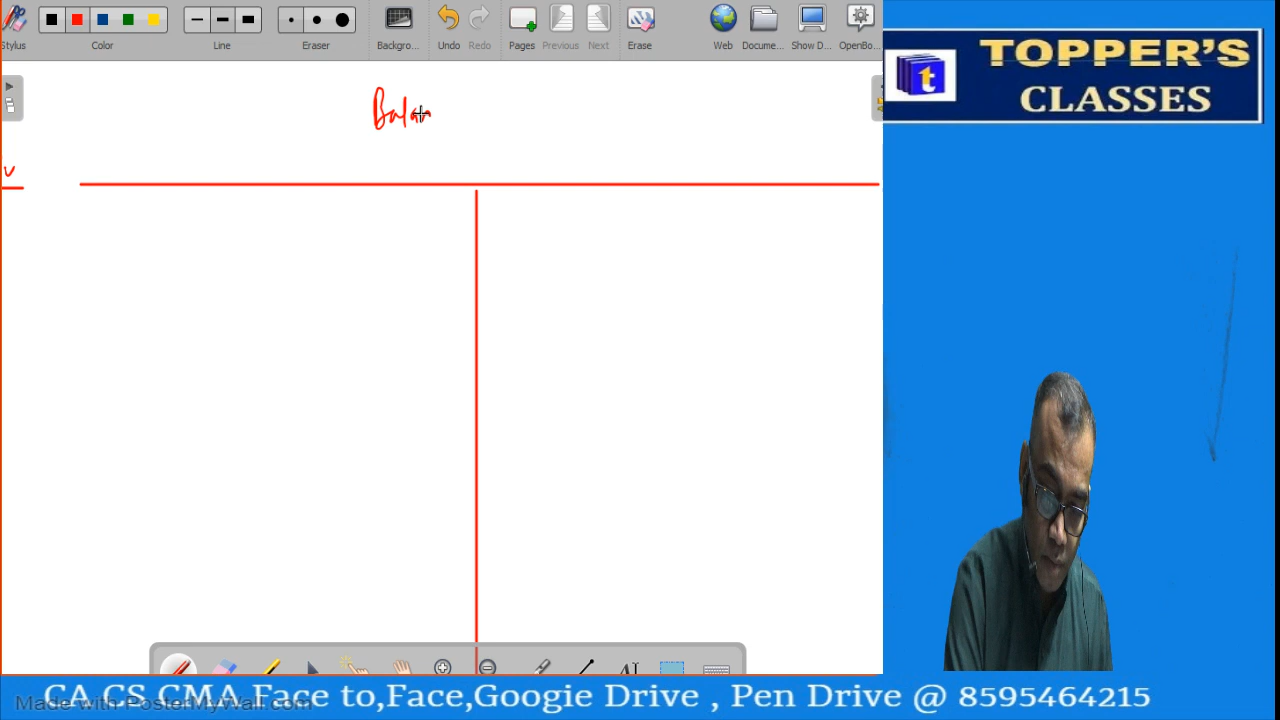 Stylus
Color
Line
Eraser
Backgro...
Undo
Redo
Pages
Previous
Next
Erase
Web
Docume...
Show D...
OpenBo...
TOPPER'S
CLASSES
t
Balan
v
CA,CS,CMA Face to,Face,Googie Drive , Pen Drive @ 8595464215
Made with PosterMyWall.com